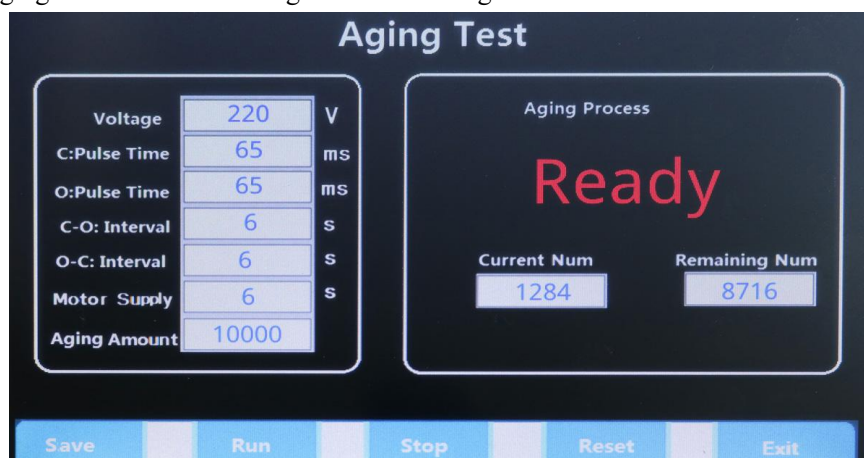 Aging Test
Voltage 220 V
C:Pulse Time 65 ms
O:Pulse Time 65 ms
C-O: Interval 6 s
O-C: Interval 6 s
Motor Supply 6 s
Aging Amount 10000
Aging Process
Ready
Current Num Remaining Num
1284 8716
Save Run Stop Reset Exit